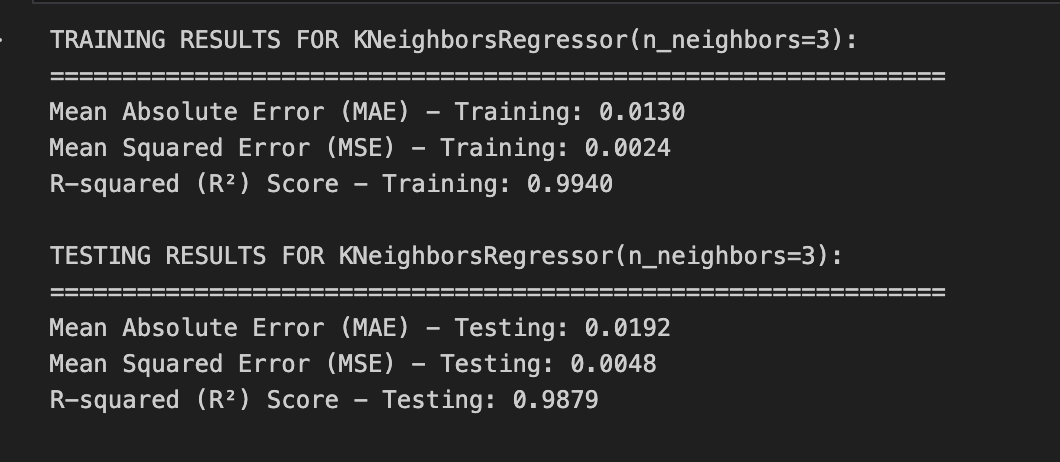 TRAINING RESULTS FOR KNeighborsRegressor(n_neighbors=3):
==============================================================
Mean Absolute Error (MAE) – Training: 0.0130
Mean Squared Error (MSE) – Training: 0.0024
R-squared (R²) Score – Training: 0.9940
TESTING RESULTS FOR KNeighborsRegressor(n_neighbors=3):
==============================================================
Mean Absolute Error (MAE) – Testing: 0.0192
Mean Squared Error (MSE) – Testing: 0.0048
R-squared (R²) Score – Testing: 0.9879